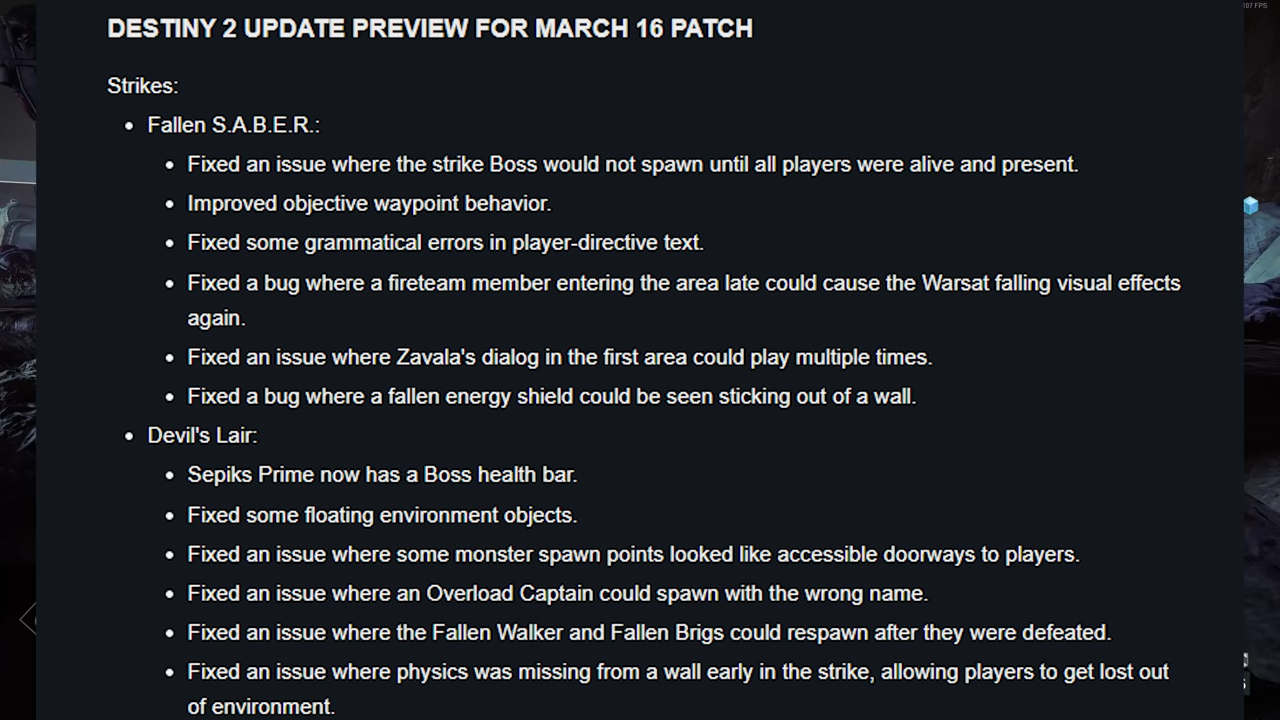 DESTINY 2 UPDATE PREVIEW FOR MARCH 16 PATCH
107 FPS
Strikes:
Fallen S.A.B.E.R.:
Fixed an issue where the strike Boss would not spawn until all players were alive and present.
Improved objective waypoint behavior.
Fixed some grammatical errors in player-directive text.
Fixed a bug where a fireteam member entering the area late could cause the Warsat falling visual effects
again.
Fixed an issue where Zavala's dialog in the first area could play multiple times.
Fixed a bug where a fallen energy shield could be seen sticking out of a wall.
Devil's Lair:
Sepiks Prime now has a Boss health bar.
Fixed some floating environment objects.
Fixed an issue where some monster spawn points looked like accessible doorways to players.
Fixed an issue where an Overload Captain could spawn with the wrong name.
Fixed an issue where the Fallen Walker and Fallen Brigs could respawn after they were defeated.
Fixed an issue where physics was missing from a wall early in the strike, allowing players to get lost out
of environment.